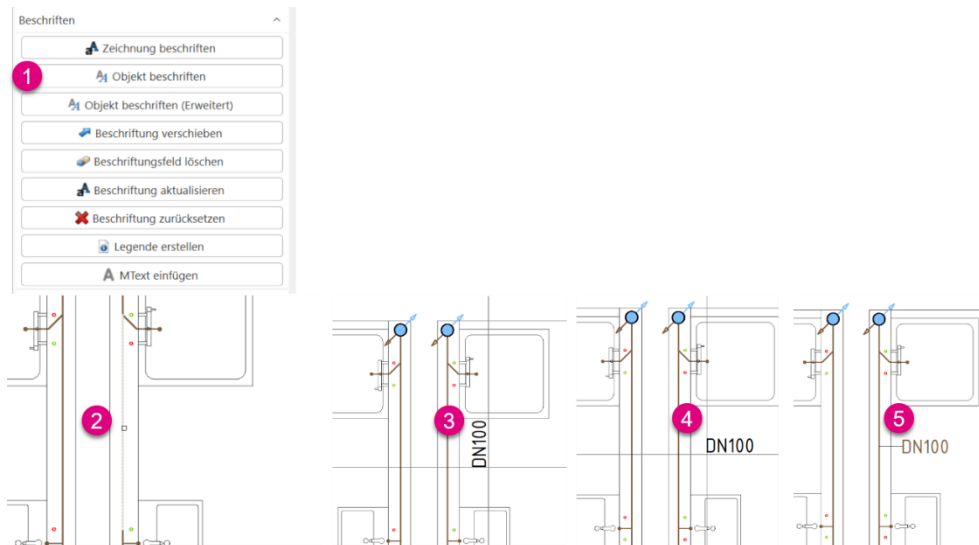 Beschriften
Zeichnung beschriften
1
Objekt beschriften
Objekt beschriften (Erweitert)
Beschriftung verschieben
Beschriftungsfeld löschen
Beschriftung aktualisieren
Beschriftung zurücksetzen
Legende erstellen
MText einfügen
2
3
DN100
4
DN100
5
DN100